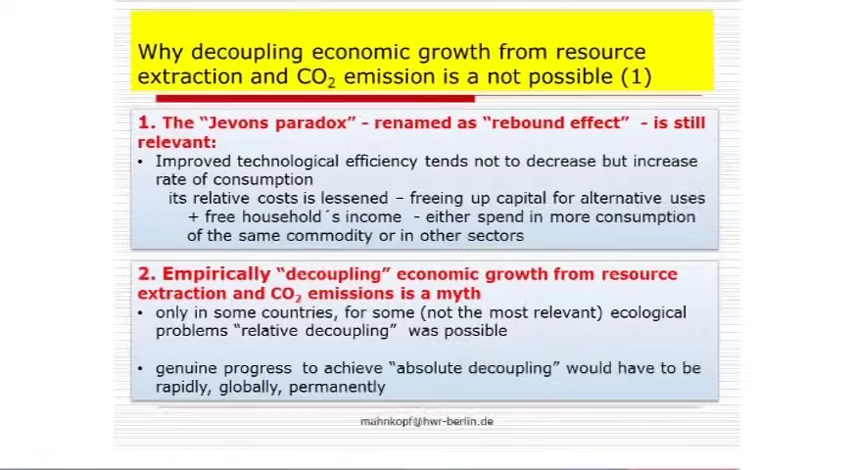 Why decoupling economic growth from resource
extraction and CO₂ emission is a not possible (1)
1. The “Jevons paradox” - renamed as “rebound effect” - is still
relevant:
• Improved technological efficiency tends not to decrease but increase
rate of consumption
its relative costs is lessened – freeing up capital for alternative uses
+ free household´s income - either spend in more consumption
of the same commodity or in other sectors
2. Empirically “decoupling” economic growth from resource
extraction and CO₂ emissions is a myth
• only in some countries, for some (not the most relevant) ecological
problems “relative decoupling” was possible
• genuine progress to achieve “absolute decoupling” would have to be
rapidly, globally, permanently
mahnkopf@hwr-berlin.de